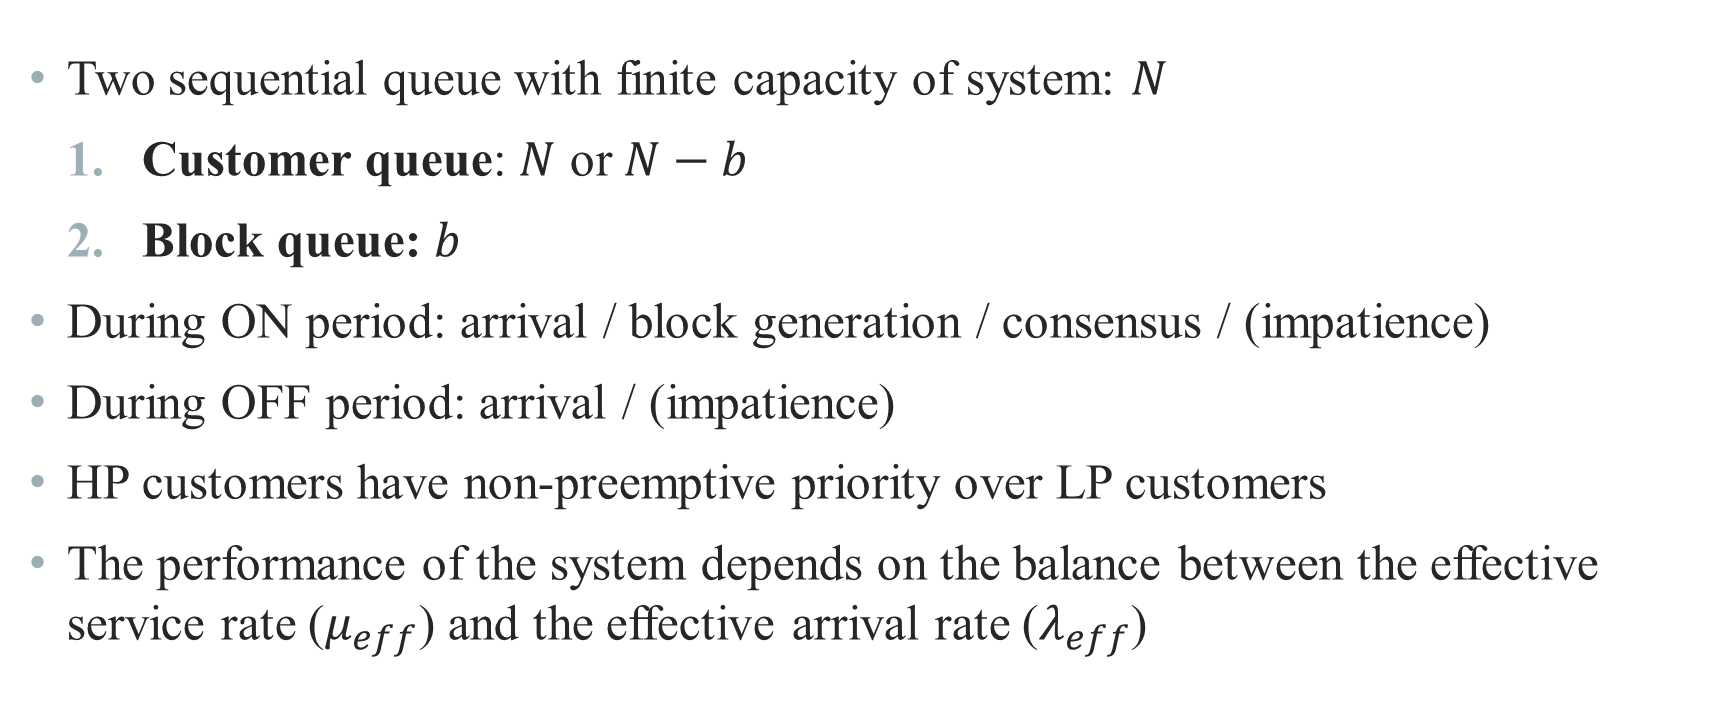 • Two sequential queue with finite capacity of system: N
1. Customer queue: N or N − b
2. Block queue: b
• During ON period: arrival / block generation / consensus / (impatience)
• During OFF period: arrival / (impatience)
• HP customers have non-preemptive priority over LP customers
• The performance of the system depends on the balance between the effective
service rate (μ_eff) and the effective arrival rate (λ_eff)